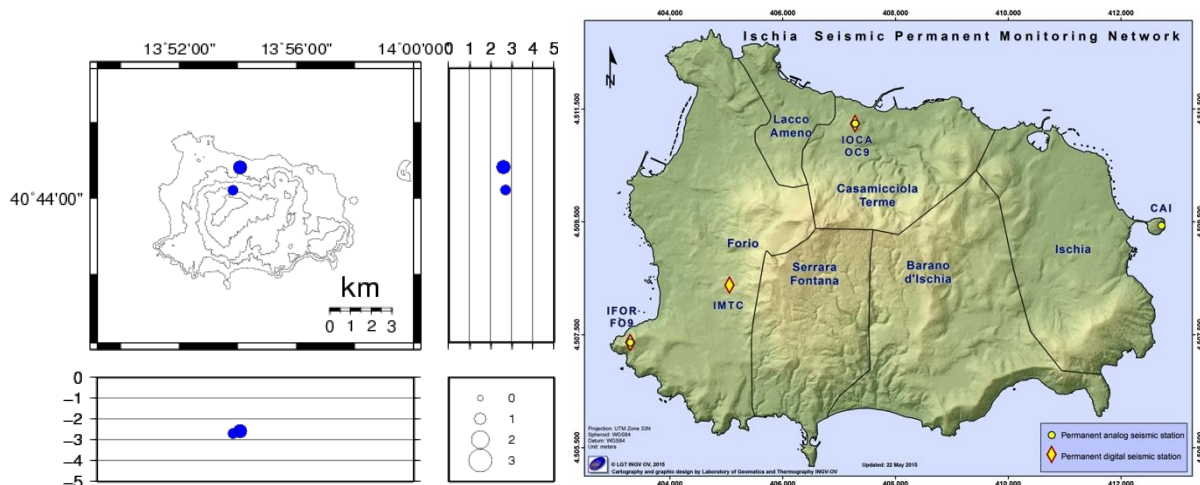 13°52'00" 13°56'00" 14°00'00"
0 1 2 3 4 5
40°44'00"
km
0 1 2 3
0
−1
−2
−3
−4
−5
0
1
2
3
404.000 406.000 408.000 410.000 412.000
Ischia Seismic Permanent Monitoring Network
N
4.511.500
Lacco
Ameno
IOCA
OC9
Casamicciola
Terme
4.509.500
CAI
Forio
Serrara
Fontana
Barano
d'Ischia
Ischia
IMTC
IFOR
FO9
4.507.500
4.505.500
Projection: UTM Zone 33N
Spheroid: WGS84
Datum: WGS84
Unit: meters
Permanent analog seismic station
Permanent digital seismic station
© LGT INGV OV, 2015
Updated: 22 May 2015
Cartography and graphic design by Laboratory of Geomatics and Thermography INGV-OV
404.000 406.000 408.000 410.000 412.000